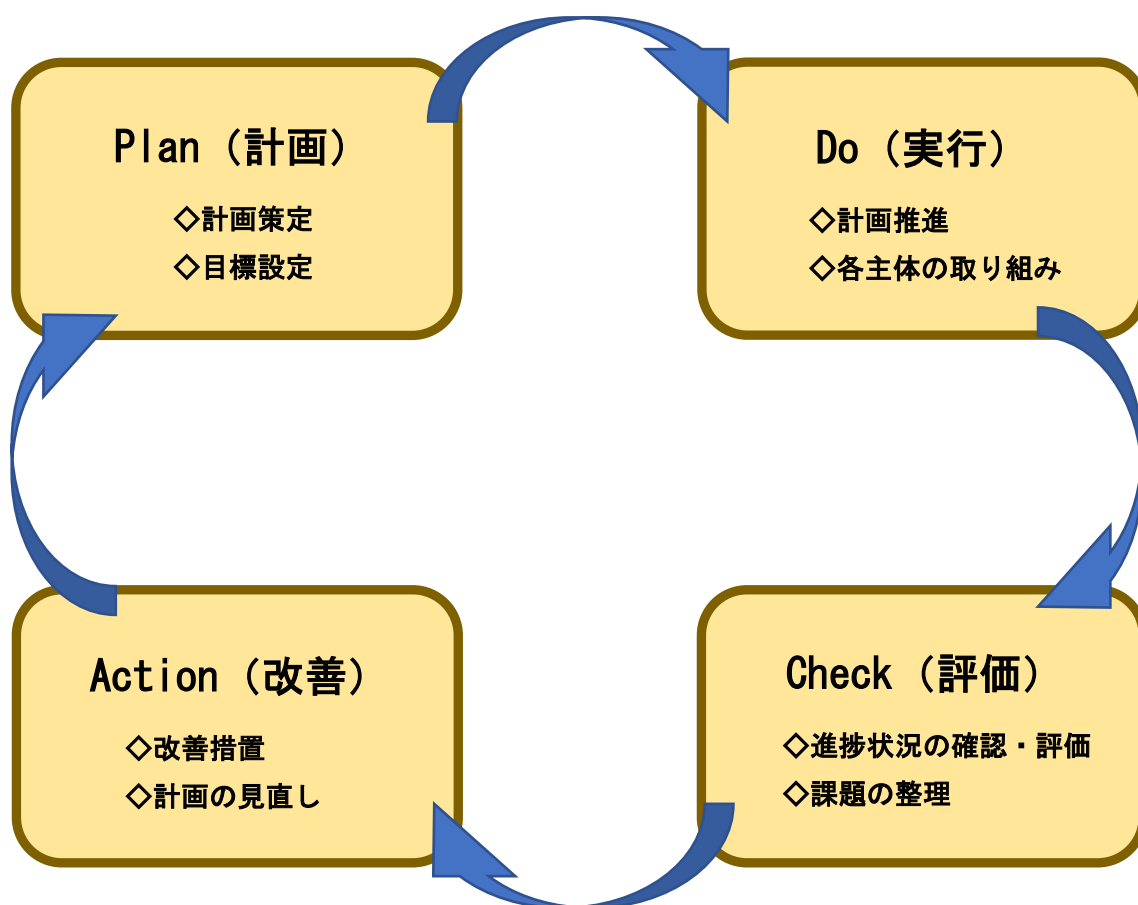 Plan（計画）
◇計画策定
◇目標設定
Do（実行）
◇計画推進
◇各主体の取り組み
Action（改善）
◇改善措置
◇計画の見直し
Check（評価）
◇進捗状況の確認・評価
◇課題の整理